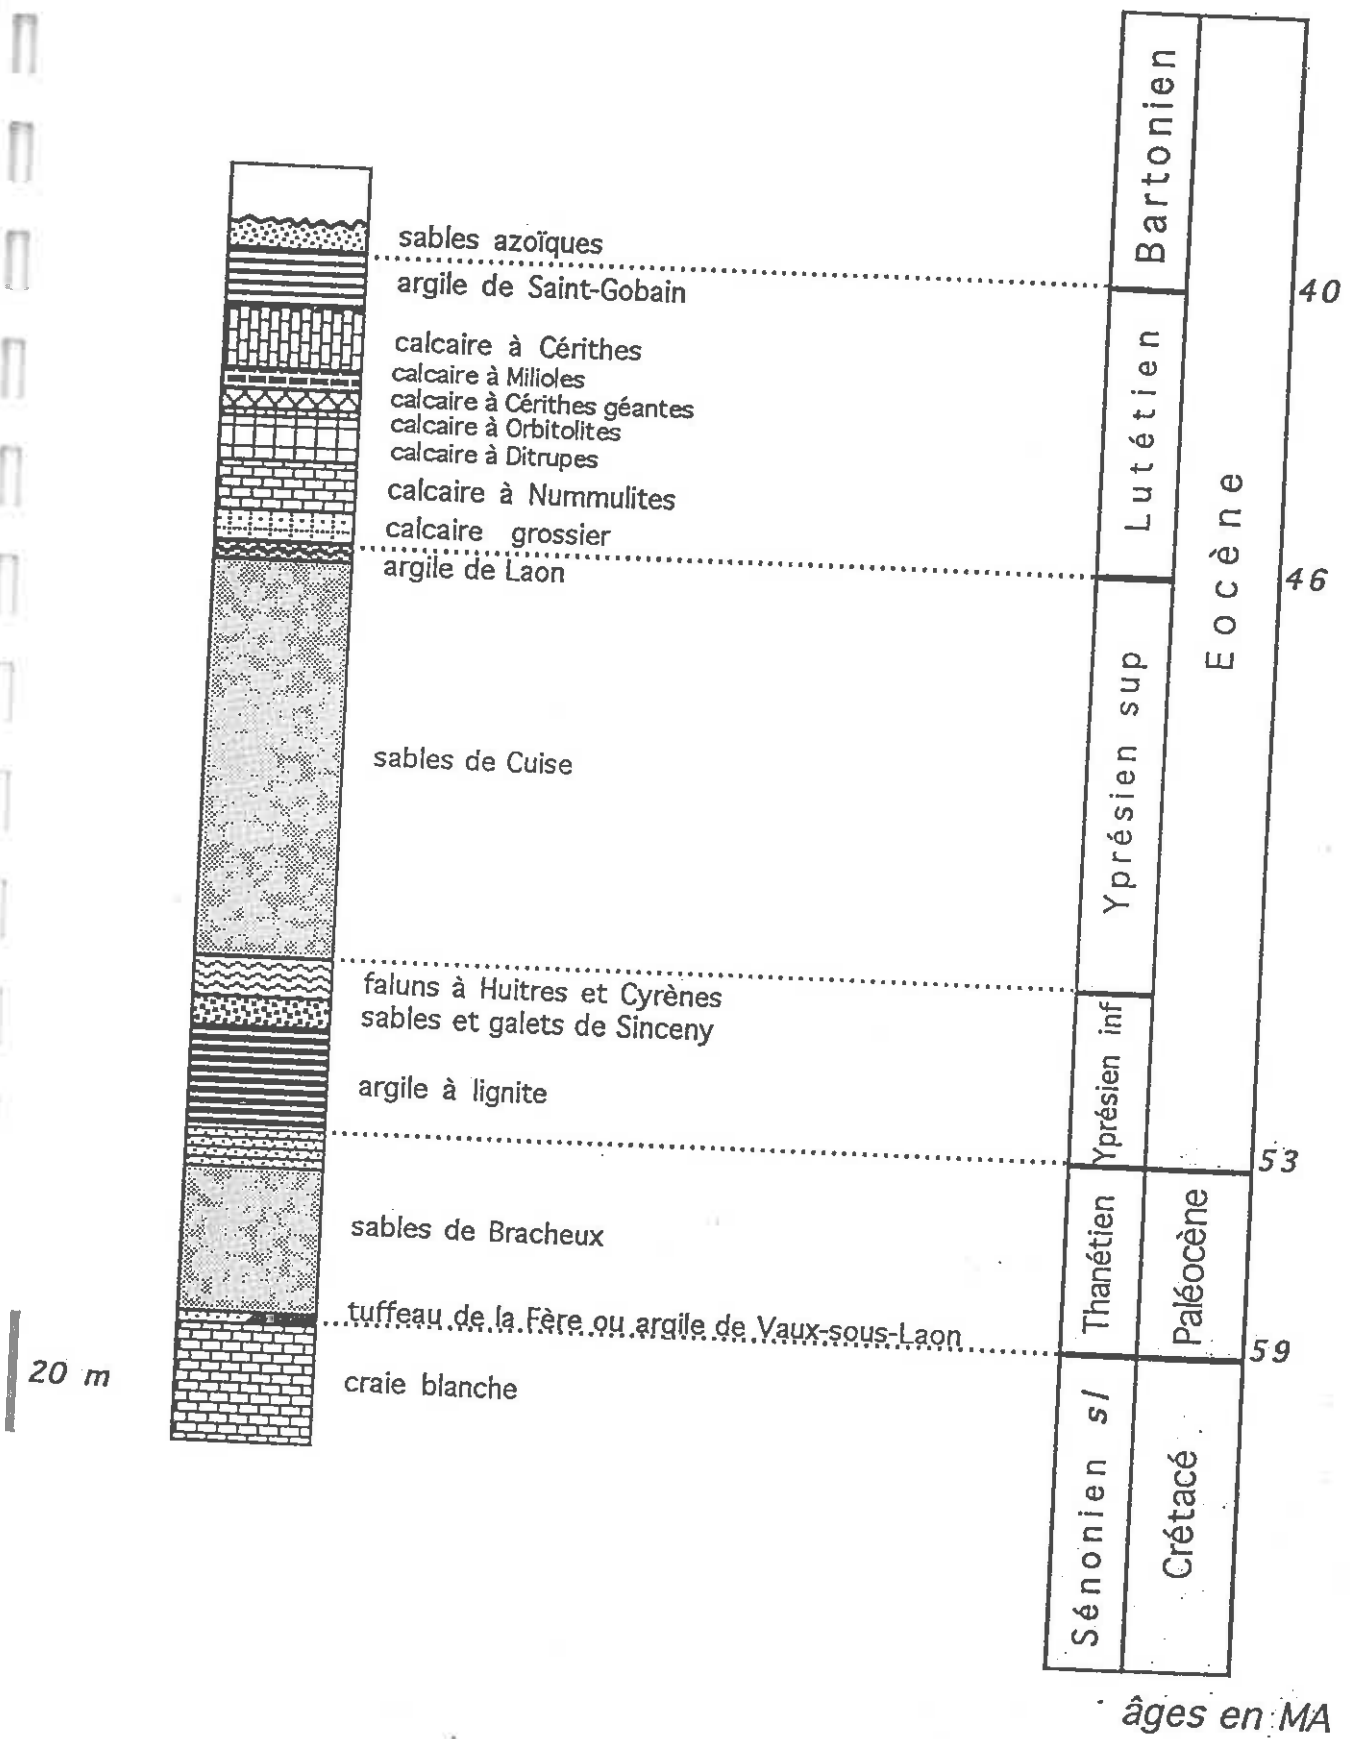 Bartonien
sables azoïques
argile de Saint-Gobain
40
calcaire à Cérithes
calcaire à Milioles
calcaire à Cérithes géantes
calcaire à Orbitolites
calcaire à Ditrupes
calcaire à Nummulites
calcaire grossier
Lutétien
Eocène
argile de Laon
46
sables de Cuise
Yprésien sup
faluns à Huitres et Cyrènes
sables et galets de Sinceny
argile à lignite
Yprésien inf
53
sables de Bracheux
Thanétien
Paléocène
tuffeau de la Fère ou argile de Vaux-sous-Laon
59
20 m
craie blanche
Sénonien sl
Crétacé
âges en MA